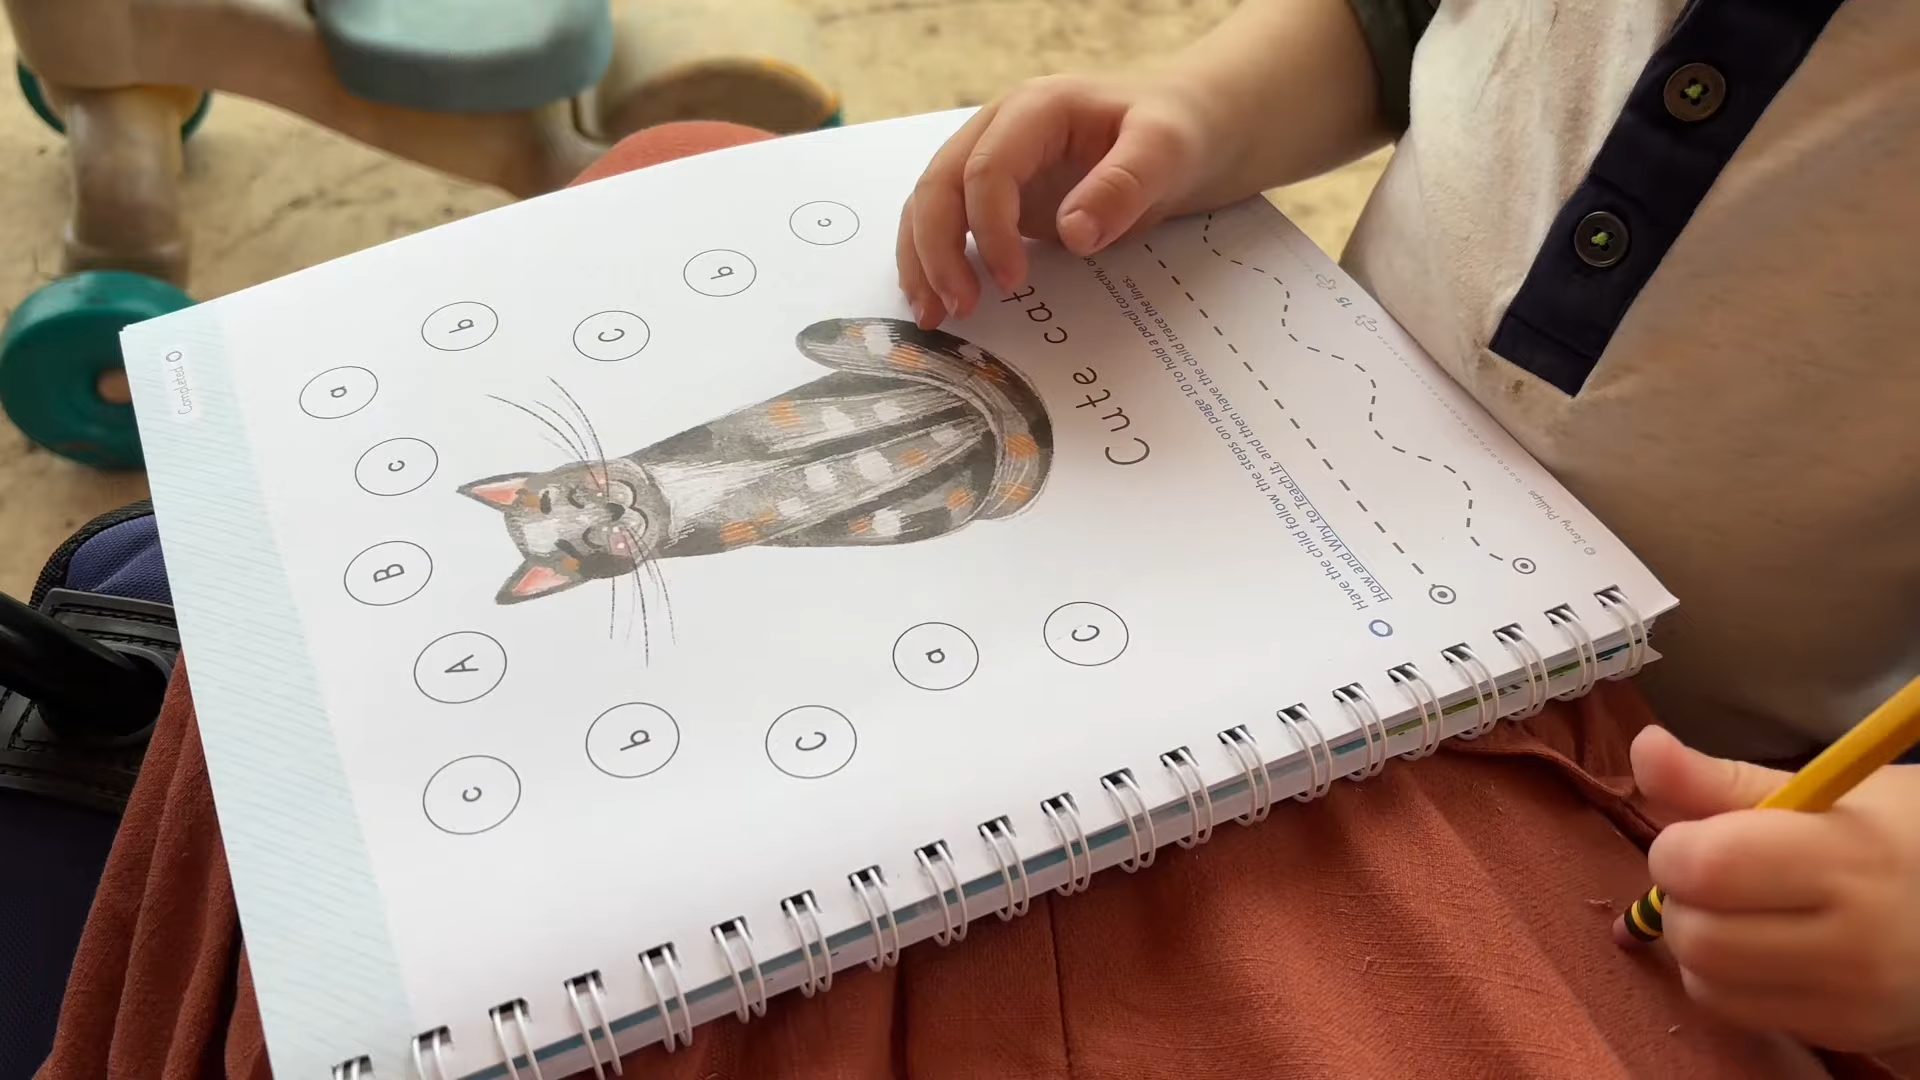 Completed
c A B c a
b b
C C
b
a
c
C
Cute cat
Have the child follow the steps on page 10 to hold a pencil correctly,
How and Why to Teach It, and then have the child trace the lines.
© Jenny Phillips 15